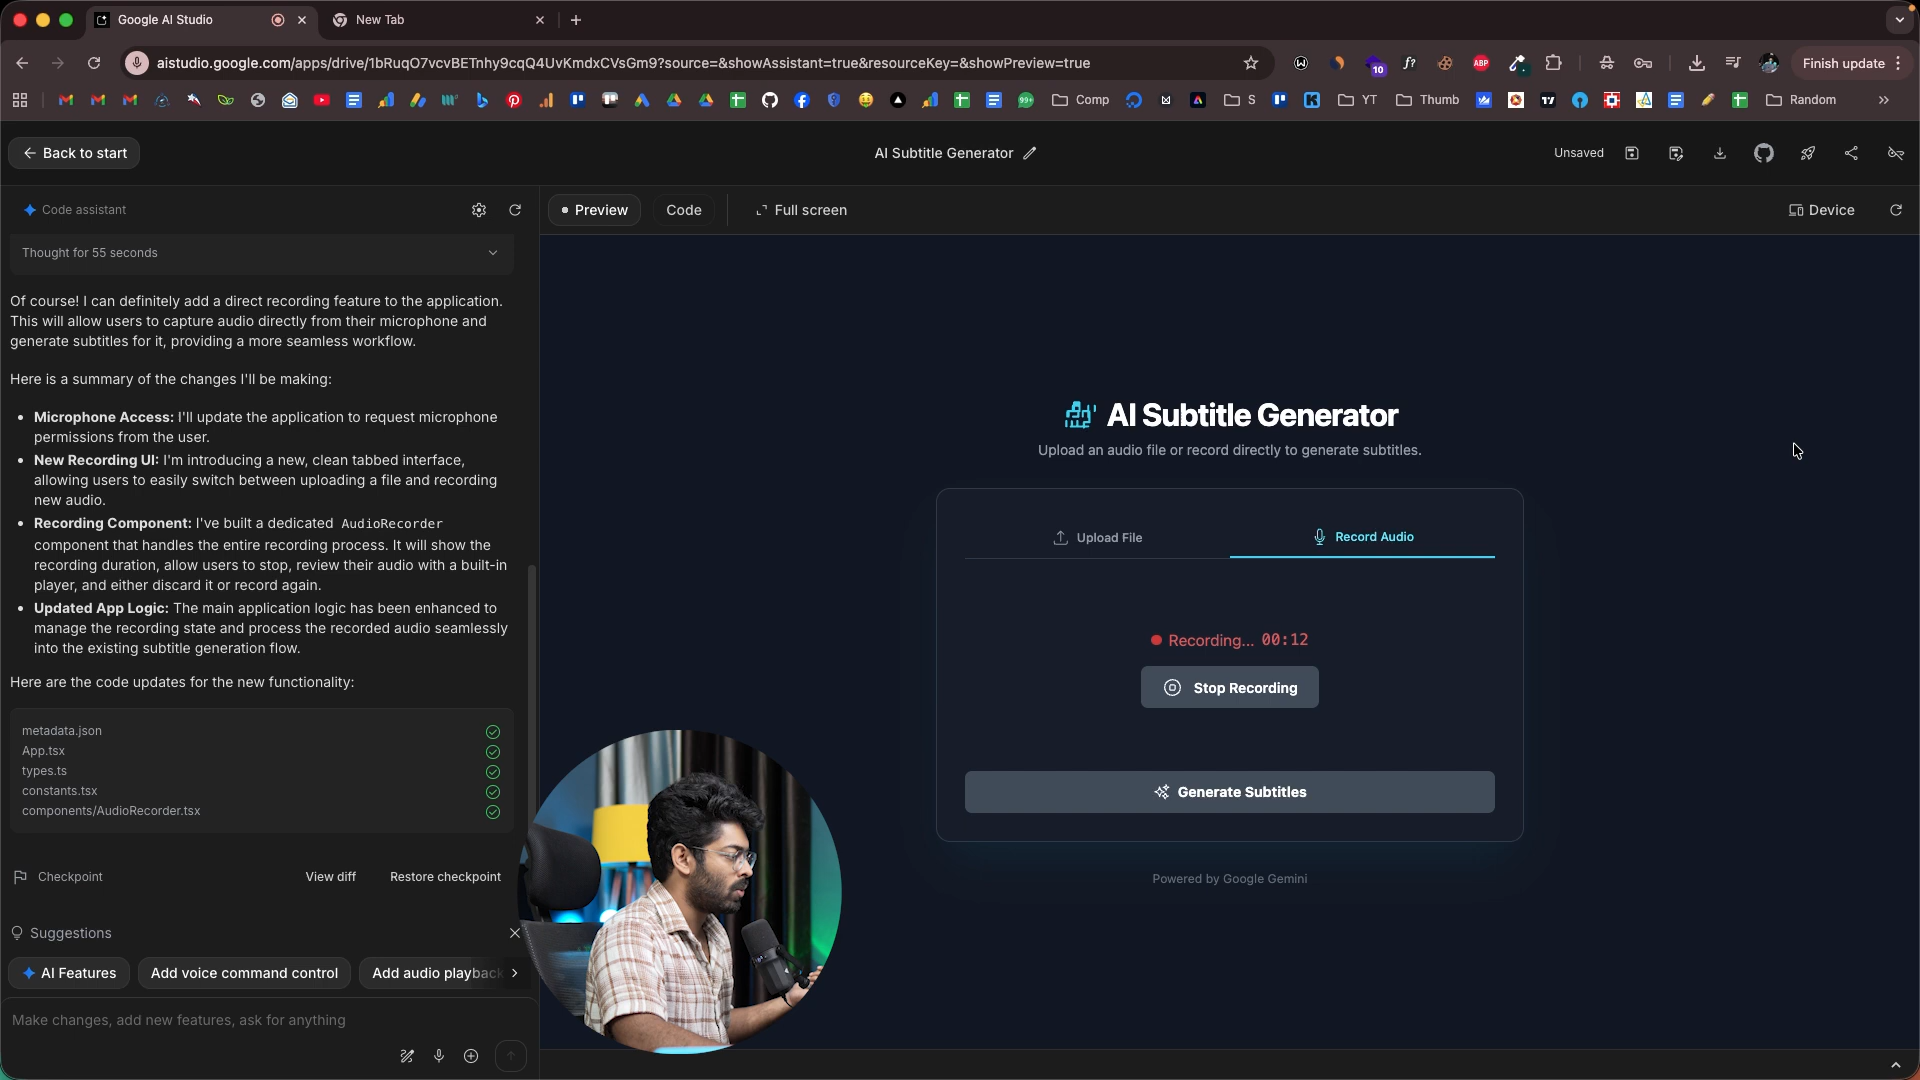 Google AI Studio
New Tab
aistudio.google.com/apps/drive/1bRuqO7vcvBETnhy9cqQ4UvKmdxCVsGm9?source=&showAssistant=true&resourceKey=&showPreview=true
10
f?
ABP
Finish update
99+
Comp
S
YT
Thumb
Random
Back to start
AI Subtitle Generator
Unsaved
Code assistant
Preview
Code
Full screen
Device
Thought for 55 seconds
Of course! I can definitely add a direct recording feature to the application.
This will allow users to capture audio directly from their microphone and
generate subtitles for it, providing a more seamless workflow.
Here is a summary of the changes I'll be making:
• Microphone Access: I'll update the application to request microphone
permissions from the user.
• New Recording UI: I'm introducing a new, clean tabbed interface,
allowing users to easily switch between uploading a file and recording
new audio.
• Recording Component: I've built a dedicated AudioRecorder
component that handles the entire recording process. It will show the
recording duration, allow users to stop, review their audio with a built-in
player, and either discard it or record again.
• Updated App Logic: The main application logic has been enhanced to
manage the recording state and process the recorded audio seamlessly
into the existing subtitle generation flow.
Here are the code updates for the new functionality:
metadata.json
App.tsx
types.ts
constants.tsx
components/AudioRecorder.tsx
Checkpoint
View diff
Restore checkpoint
Suggestions
AI Features
Add voice command control
Add audio playback
Make changes, add new features, ask for anything
AI Subtitle Generator
Upload an audio file or record directly to generate subtitles.
Upload File
Record Audio
Recording... 00:12
Stop Recording
Generate Subtitles
Powered by Google Gemini